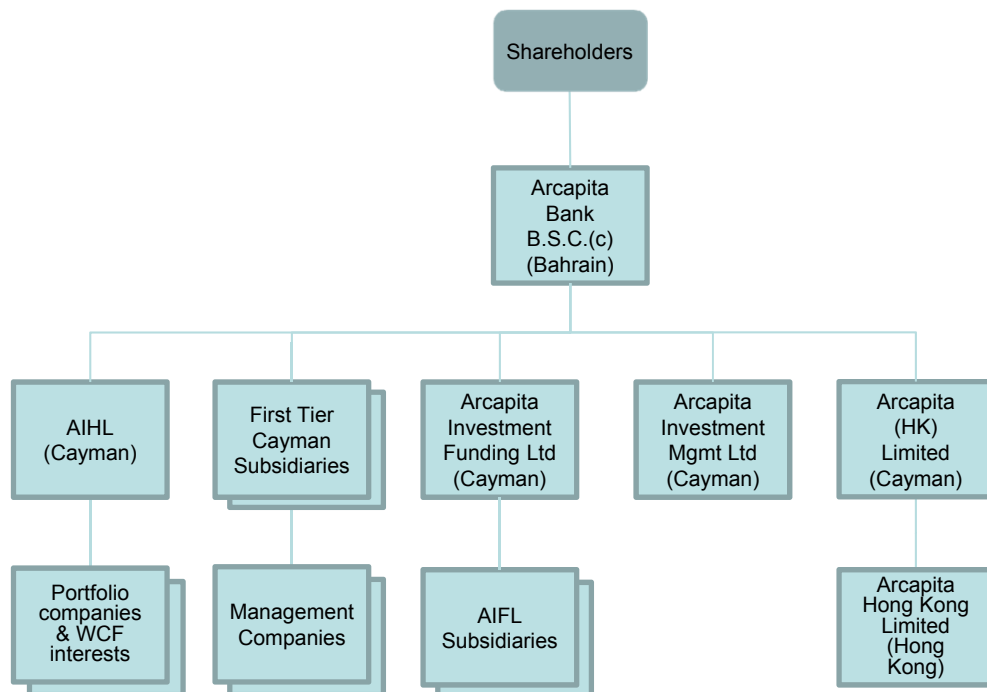 Shareholders
Arcapita
Bank
B.S.C.(c)
(Bahrain)
AIHL
(Cayman)
First Tier
Cayman
Subsidiaries
Arcapita
Investment
Funding Ltd
(Cayman)
Arcapita
Investment
Mgmt Ltd
(Cayman)
Arcapita
(HK)
Limited
(Cayman)
Portfolio
companies
& WCF
interests
Management
Companies
AIFL
Subsidiaries
Arcapita
Hong Kong
Limited
(Hong
Kong)